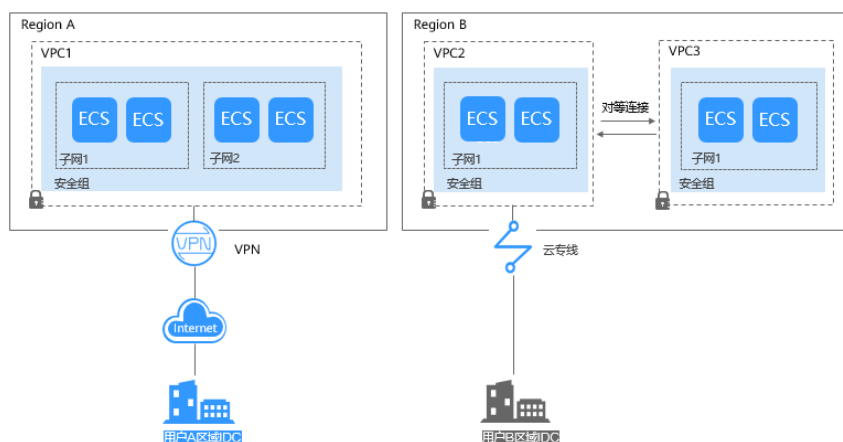 Region A
VPC1
ECS ECS ECS ECS
子网1 子网2
安全组
VPN VPN
Internet
用户A区域IDC
Region B
VPC2 VPC3
对等连接
ECS ECS ECS ECS
子网1 子网1
安全组 安全组
云专线
用户B区域IDC